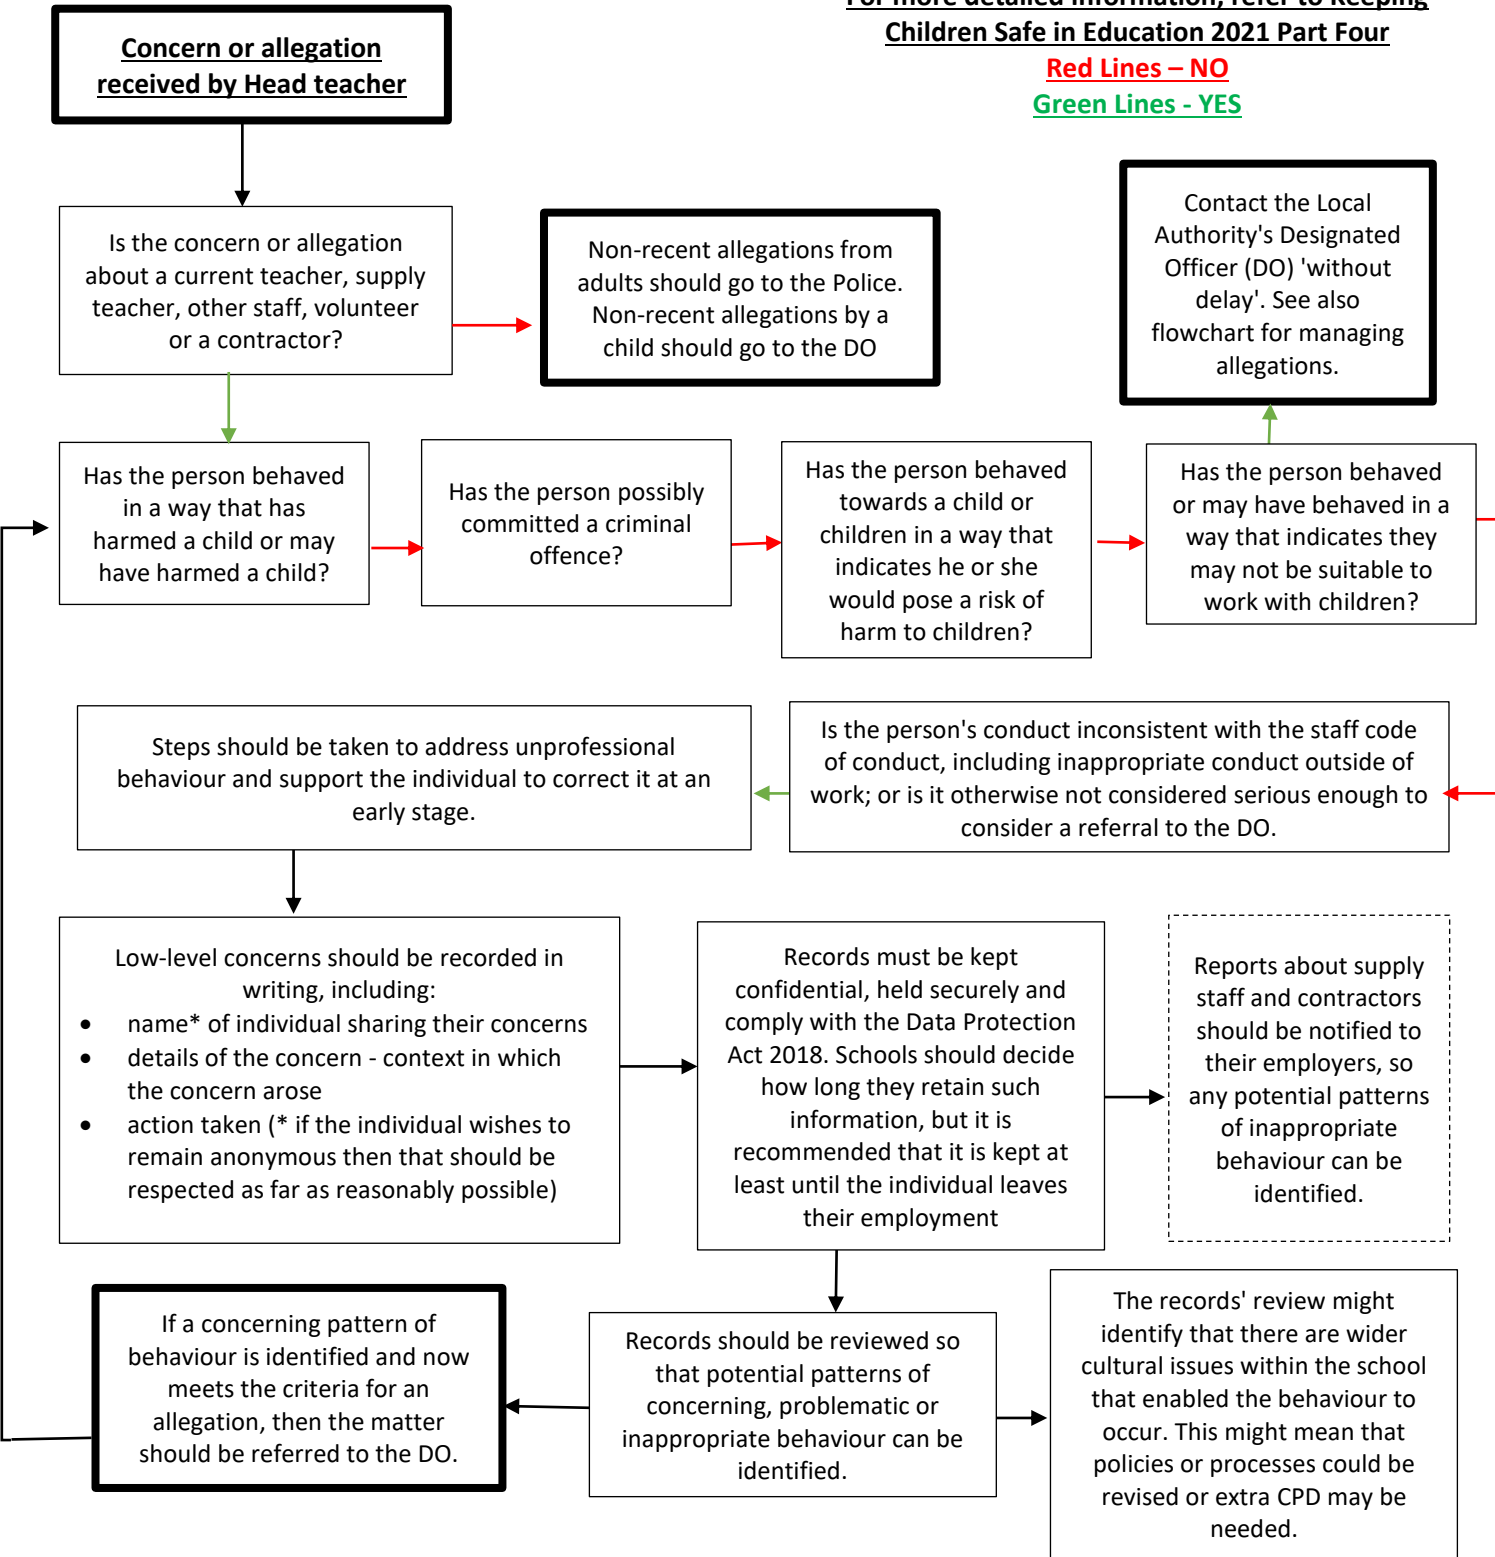 For more detailed information, refer to Keeping
Children Safe in Education 2021 Part Four
Red Lines – NO
Green Lines - YES
Concern or allegation
received by Head teacher
Is the concern or allegation
about a current teacher, supply
teacher, other staff, volunteer
or a contractor?
Non-recent allegations from
adults should go to the Police.
Non-recent allegations by a
child should go to the DO
Contact the Local
Authority's Designated
Officer (DO) 'without
delay'. See also
flowchart for managing
allegations.
Has the person behaved
in a way that has
harmed a child or may
have harmed a child?
Has the person possibly
committed a criminal
offence?
Has the person behaved
towards a child or
children in a way that
indicates he or she
would pose a risk of
harm to children?
Has the person behaved
or may have behaved in a
way that indicates they
may not be suitable to
work with children?
Is the person's conduct inconsistent with the staff code
of conduct, including inappropriate conduct outside of
work; or is it otherwise not considered serious enough to
consider a referral to the DO.
Steps should be taken to address unprofessional
behaviour and support the individual to correct it at an
early stage.
Low-level concerns should be recorded in
writing, including:
• name* of individual sharing their concerns
• details of the concern - context in which
the concern arose
• action taken (* if the individual wishes to
remain anonymous then that should be
respected as far as reasonably possible)
Records must be kept
confidential, held securely and
comply with the Data Protection
Act 2018. Schools should decide
how long they retain such
information, but it is
recommended that it is kept at
least until the individual leaves
their employment
Reports about supply
staff and contractors
should be notified to
their employers, so
any potential patterns
of inappropriate
behaviour can be
identified.
If a concerning pattern of
behaviour is identified and now
meets the criteria for an
allegation, then the matter
should be referred to the DO.
Records should be reviewed so
that potential patterns of
concerning, problematic or
inappropriate behaviour can be
identified.
The records' review might
identify that there are wider
cultural issues within the school
that enabled the behaviour to
occur. This might mean that
policies or processes could be
revised or extra CPD may be
needed.